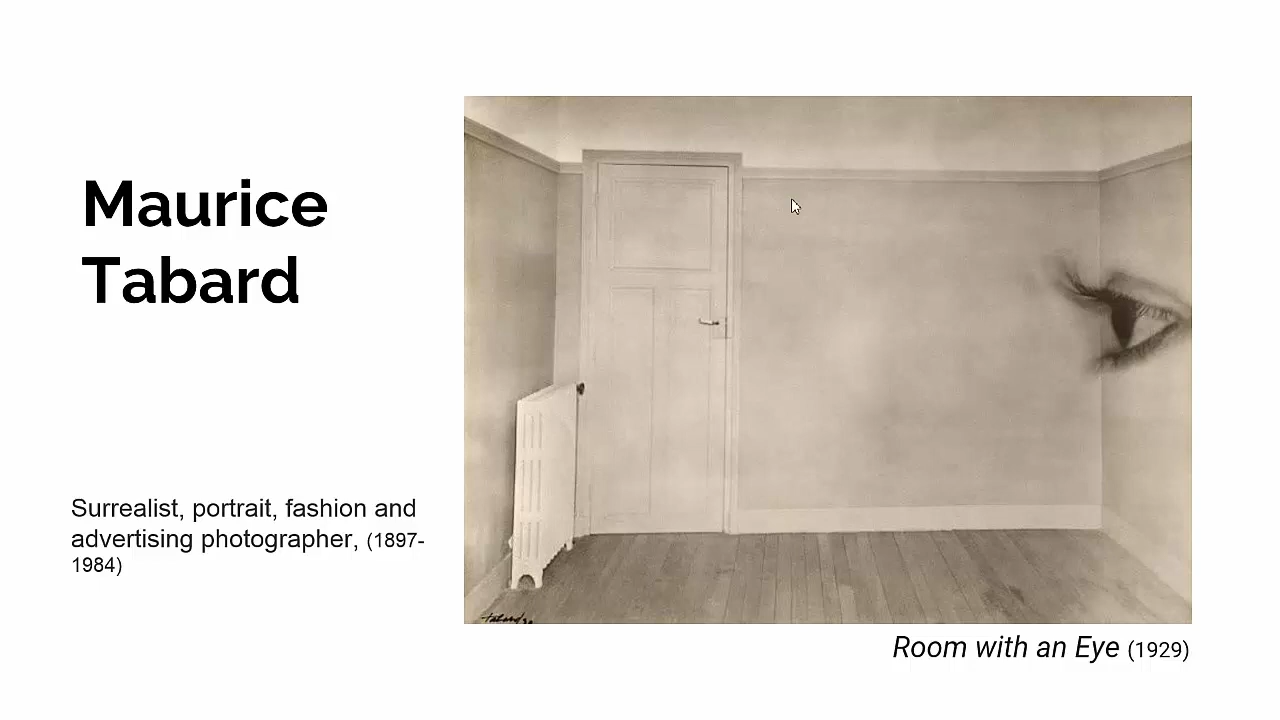 Maurice
Tabard
Surrealist, portrait, fashion and
advertising photographer, (1897-
1984)
Room with an Eye (1929)